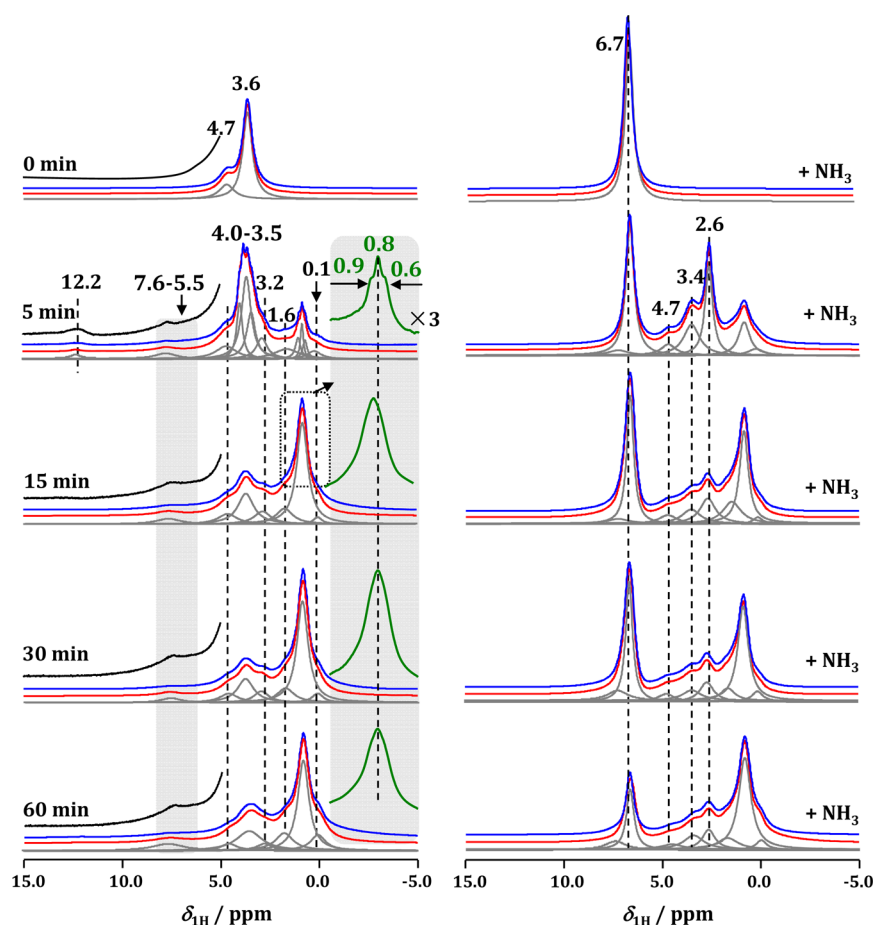 3.6
4.7
0 min
6.7
+ NH3
4.0-3.5
12.2
7.6-5.5
3.2
1.6
0.1
0.9
0.8
0.6
×3
5 min
2.6
3.4
4.7
+ NH3
15 min
+ NH3
30 min
+ NH3
60 min
+ NH3
15.0 10.0 5.0 0.0 -5.0
15.0 10.0 5.0 0.0 -5.0
δ1H / ppm
δ1H / ppm